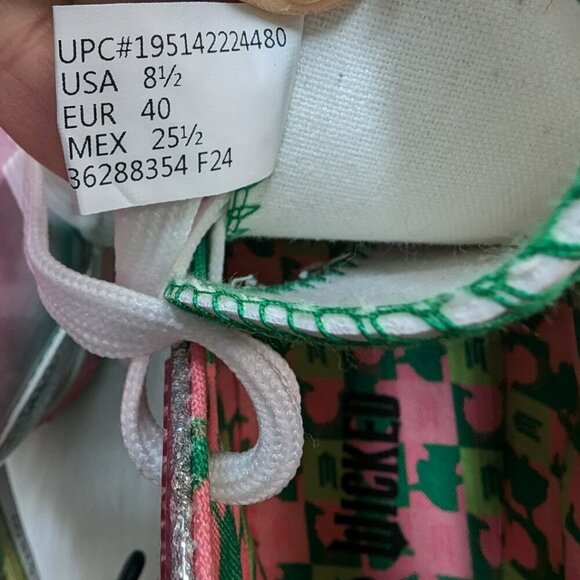 UPC#195142224480
USA 8½
EUR 40
MEX 25½
36288354 F24
WICKED